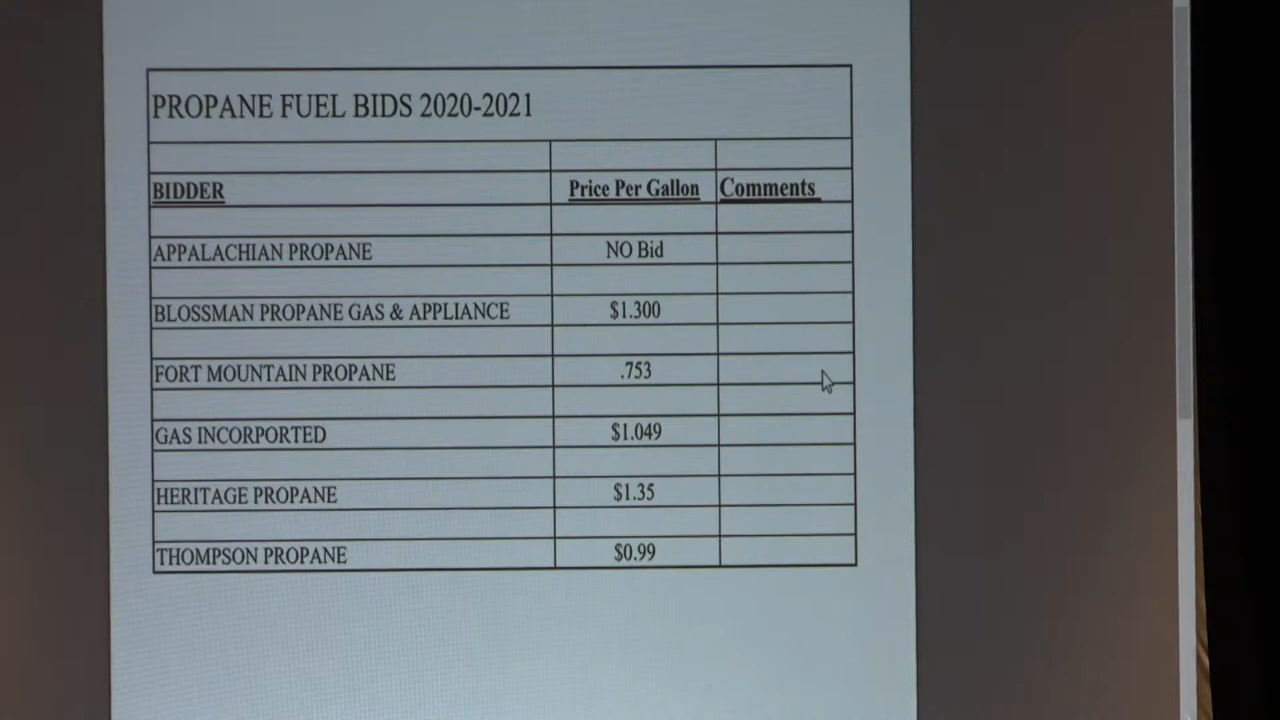 PROPANE FUEL BIDS 2020-2021
BIDDER Price Per Gallon Comments
APPALACHIAN PROPANE NO Bid
BLOSSMAN PROPANE GAS & APPLIANCE $1.300
FORT MOUNTAIN PROPANE .753
GAS INCORPORTED $1.049
HERITAGE PROPANE $1.35
THOMPSON PROPANE $0.99